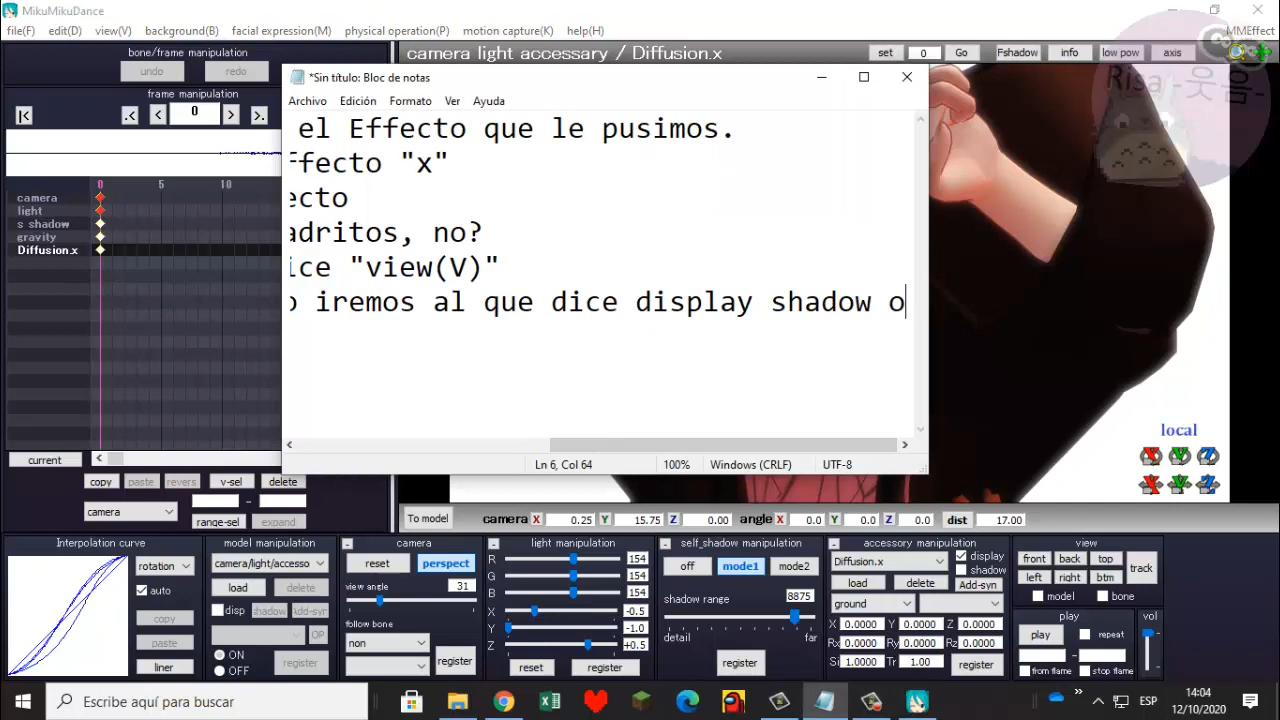 MikuMikuDance
file(F) edit(D) view(V) background(B) facial expression(M) physical operation(P) motion capture(K) help(H) MMEffect
bone/frame manipulation
undo redo
frame manipulation
0
0 5 10
camera
light
s shadow
gravity
Diffusion.x
current
copy paste revers v-sel delete
camera - range-sel expand
camera light accessary / Diffusion.x set 0 Go Fshadow info low pow axis
Risa! -웃음-
*Sin título: Bloc de notas
Archivo Edición Formato Ver Ayuda
el Effecto que le pusimos.
ffecto "x"
ecto
adritos, no?
ice "view(V)"
o iremos al que dice display shadow o
Ln 6, Col 64 100% Windows (CRLF) UTF-8
local
X Y Z
X Y Z
To model camera X 0.25 Y 15.75 Z 0.00 angle X 0.0 Y 0.0 Z 0.0 dist 17.00
Interpolation curve
rotation
auto
copy
paste
liner
model manipulation
camera/light/accesso
load delete
disp shadow Add-syn
OP
ON
OFF
register
camera
reset perspect
view angle 31
follow bone
non
register
light manipulation
R 154
G 154
B 154
X -0.5
Y -1.0
Z +0.5
reset register
self_shadow manipulation
off mode1 mode2
shadow range 8875
detail far
register
accessory manipulation
Diffusion.x display
shadow
load delete Add-syn
ground
X 0.0000 Y 0.0000 Z 0.0000
Rx 0.0000 Ry 0.0000 Rz 0.0000
Si 1.0000 Tr 1.00 register
view
front back top
left right btm
track
model bone
play
play repeat
-
from flame stop flame
vol
Escribe aquí para buscar
ESP
14:04
12/10/2020